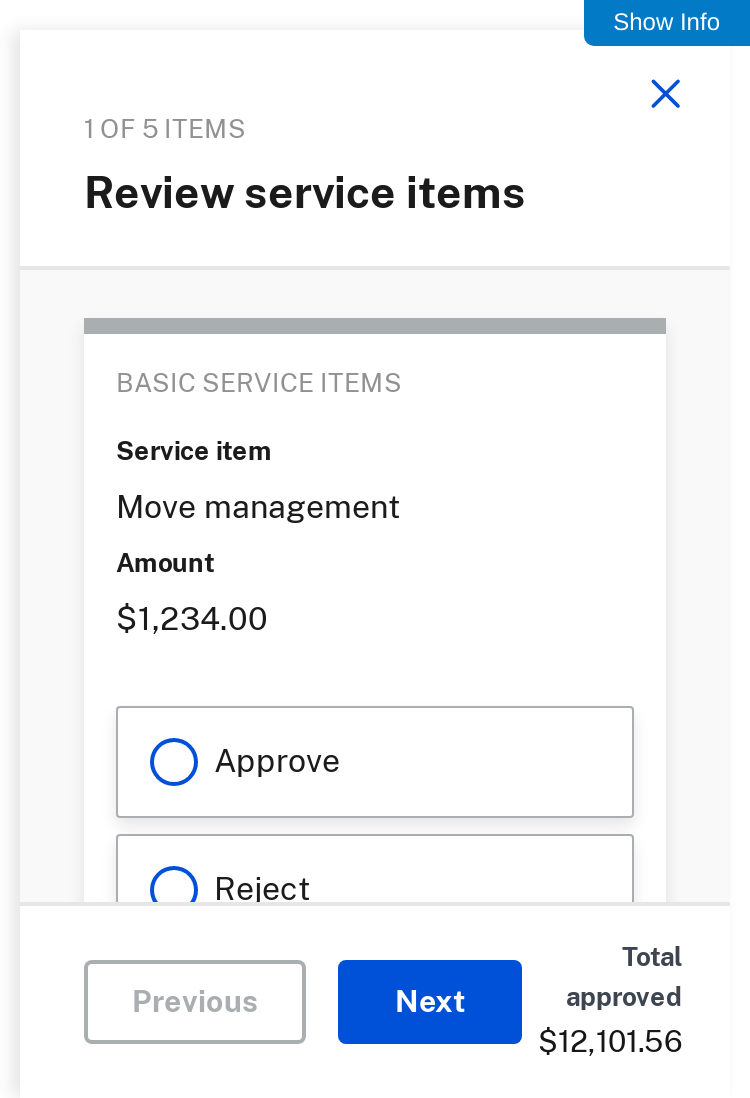 Show Info
1 OF 5 ITEMS
Review service items
BASIC SERVICE ITEMS
Service item
Move management
Amount
$1,234.00
Approve
Reject
Previous
Next
Total
approved
$12,101.56